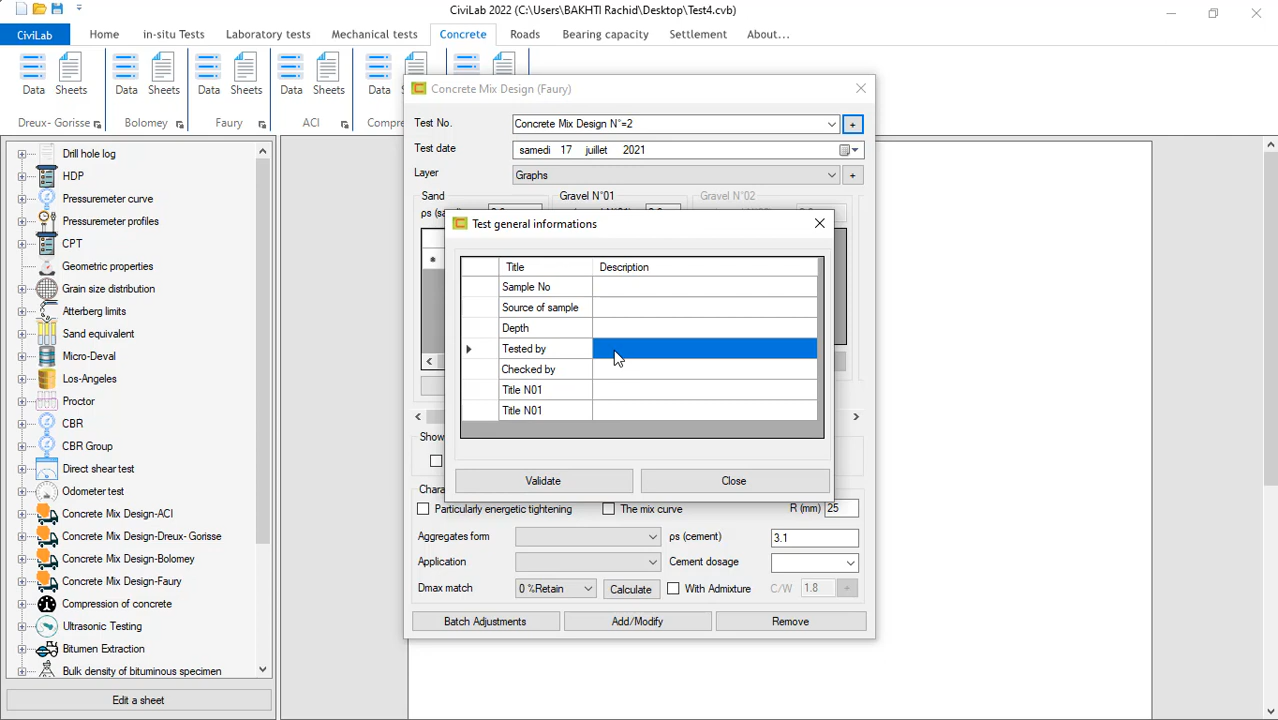 CiviLab 2022 (C:\Users\BAKHTI Rachid\Desktop\Test4.cvb)
CiviLab Home in-situ Tests Laboratory tests Mechanical tests Concrete Roads Bearing capacity Settlement About...
Data Sheets Data Sheets Data Sheets Data Sheets Data
Dreux- Gorisse Bolomey Faury ACI Compre
Concrete Mix Design (Faury)
Test No. Concrete Mix Design N°=2 +
Test date samedi 17 juillet 2021
Layer Graphs +
Sand Gravel N°01 Gravel N°02
Test general informations
Title Description
Sample No
Source of sample
Depth
Tested by
Checked by
Title N01
Title N01
Validate Close
Show
Chara
Particularly energetic tightening The mix curve R (mm) 25
Aggregates form ρs (cement) 3.1
Application Cement dosage
Dmax match 0 %Retain Calculate With Admixture C/W 1.8 +
Batch Adjustments Add/Modify Remove
Drill hole log
HDP
Pressuremeter curve
Pressuremeter profiles
CPT
Geometric properties
Grain size distribution
Atterberg limits
Sand equivalent
Micro-Deval
Los-Angeles
Proctor
CBR
CBR Group
Direct shear test
Odometer test
Concrete Mix Design-ACI
Concrete Mix Design-Dreux- Gorisse
Concrete Mix Design-Bolomey
Concrete Mix Design-Faury
Compression of concrete
Ultrasonic Testing
Bitumen Extraction
Bulk density of bituminous specimen
Edit a sheet